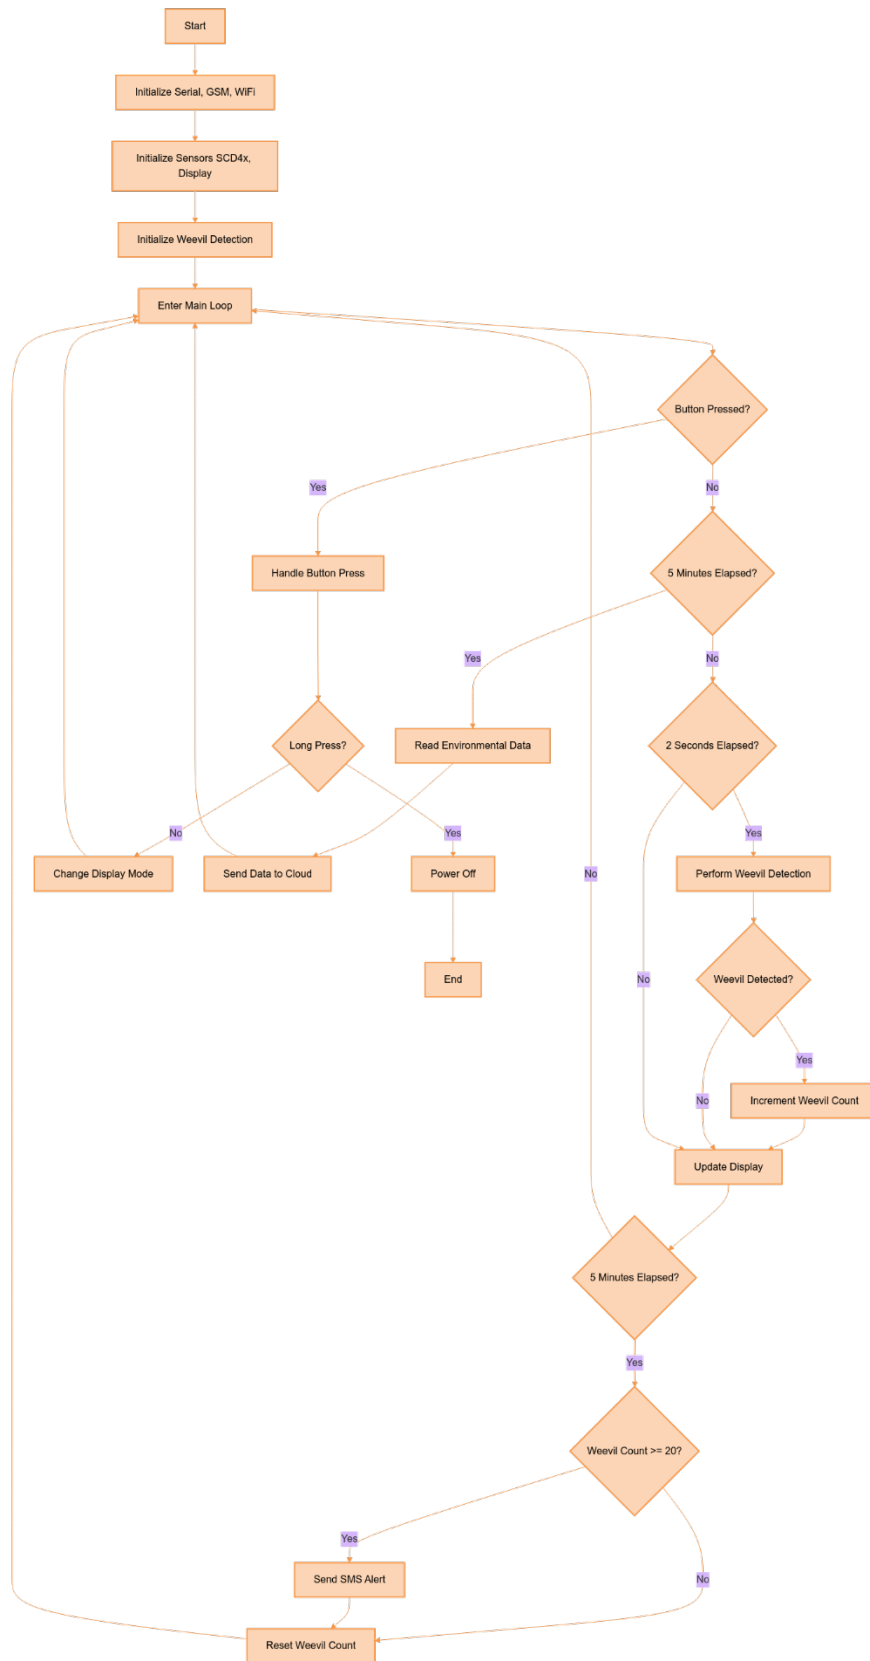 Start
Initialize Serial, GSM, WiFi
Initialize Sensors SCD4x,
Display
Initialize Weevil Detection
Enter Main Loop
Button Pressed?
Yes
No
Handle Button Press
5 Minutes Elapsed?
Yes
No
Long Press?
Read Environmental Data
2 Seconds Elapsed?
No
Yes
Yes
Change Display Mode
Send Data to Cloud
Power Off
No
Perform Weevil Detection
End
No
Weevil Detected?
Yes
No
Increment Weevil Count
Update Display
5 Minutes Elapsed?
Yes
Weevil Count >= 20?
Yes
Send SMS Alert
No
Reset Weevil Count